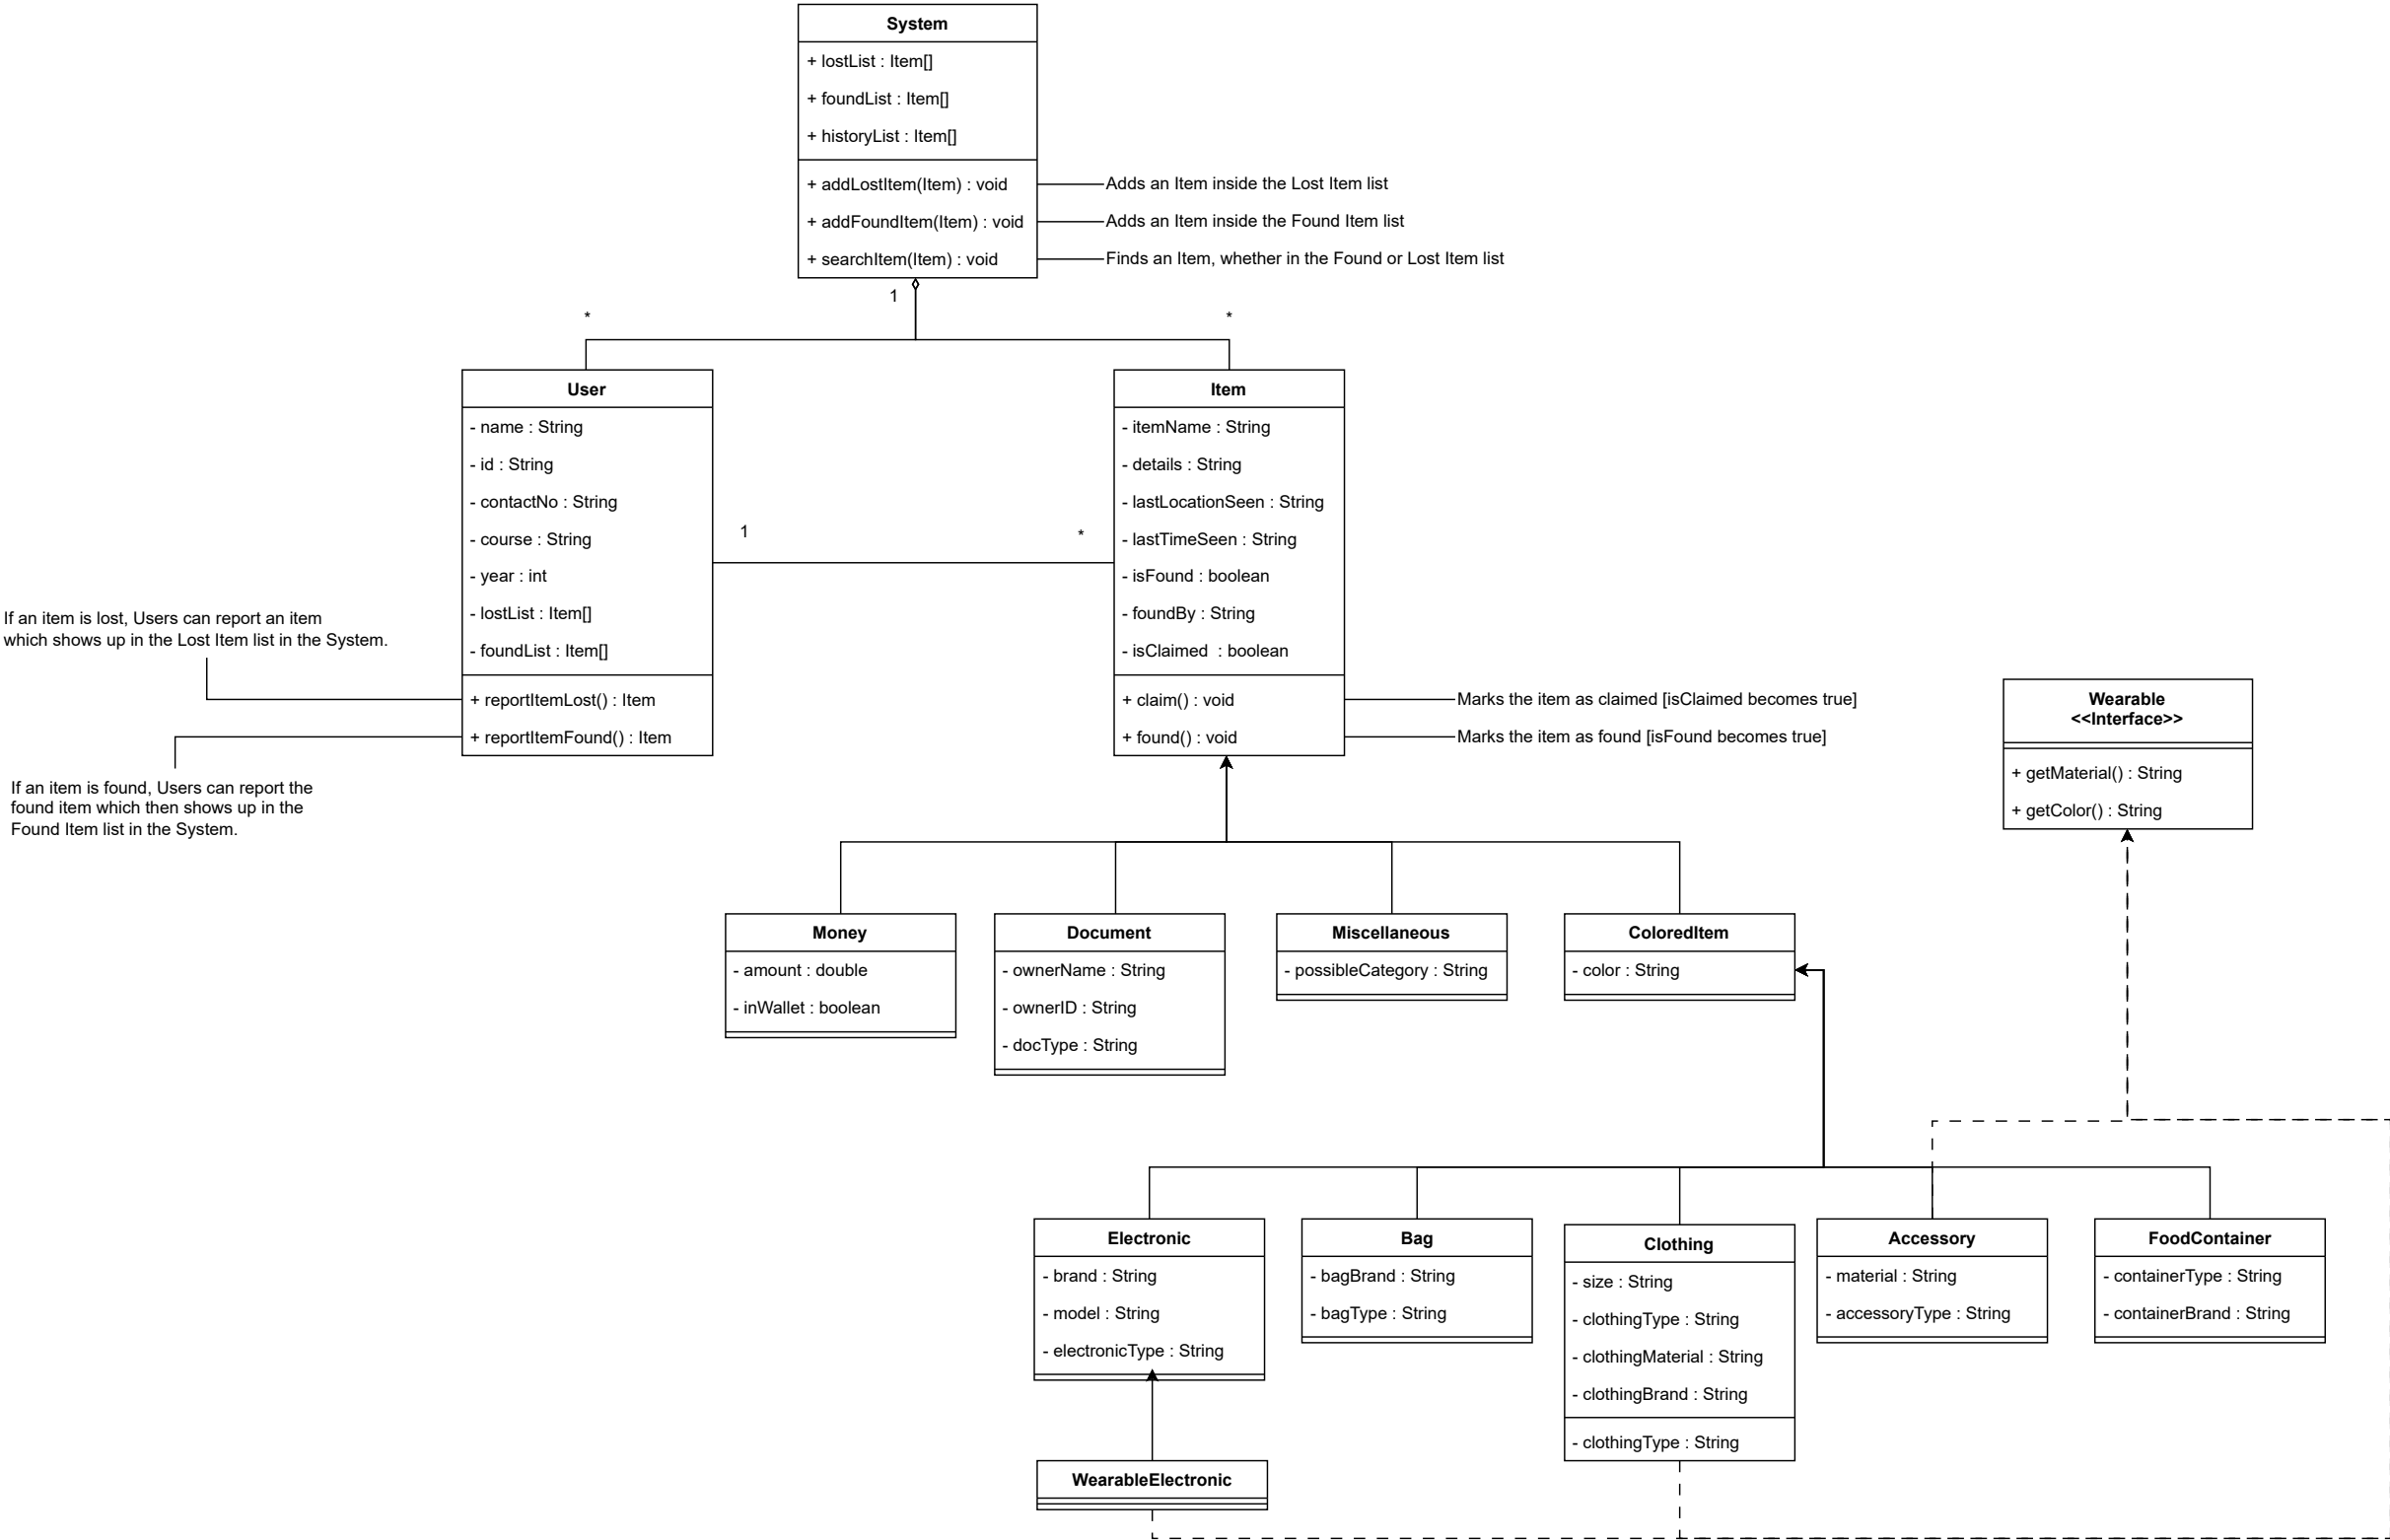 System
+ lostList : Item[]
+ foundList : Item[]
+ historyList : Item[]
+ addLostItem(Item) : void
Adds an Item inside the Lost Item list
+ addFoundItem(Item) : void
Adds an Item inside the Found Item list
+ searchItem(Item) : void
Finds an Item, whether in the Found or Lost Item list
1
*
*
User
- name : String
- id : String
- contactNo : String
- course : String
- year : int
- lostList : Item[]
- foundList : Item[]
+ reportItemLost() : Item
+ reportItemFound() : Item
If an item is lost, Users can report an item
which shows up in the Lost Item list in the System.
If an item is found, Users can report the
found item which then shows up in the
Found Item list in the System.
1
*
Item
- itemName : String
- details : String
- lastLocationSeen : String
- lastTimeSeen : String
- isFound : boolean
- foundBy : String
- isClaimed : boolean
+ claim() : void
Marks the item as claimed [isClaimed becomes true]
+ found() : void
Marks the item as found [isFound becomes true]
Wearable
<<Interface>>
+ getMaterial() : String
+ getColor() : String
Money
- amount : double
- inWallet : boolean
Document
- ownerName : String
- ownerID : String
- docType : String
Miscellaneous
- possibleCategory : String
ColoredItem
- color : String
Electronic
- brand : String
- model : String
- electronicType : String
Bag
- bagBrand : String
- bagType : String
Clothing
- size : String
- clothingType : String
- clothingMaterial : String
- clothingBrand : String
- clothingType : String
Accessory
- material : String
- accessoryType : String
FoodContainer
- containerType : String
- containerBrand : String
WearableElectronic